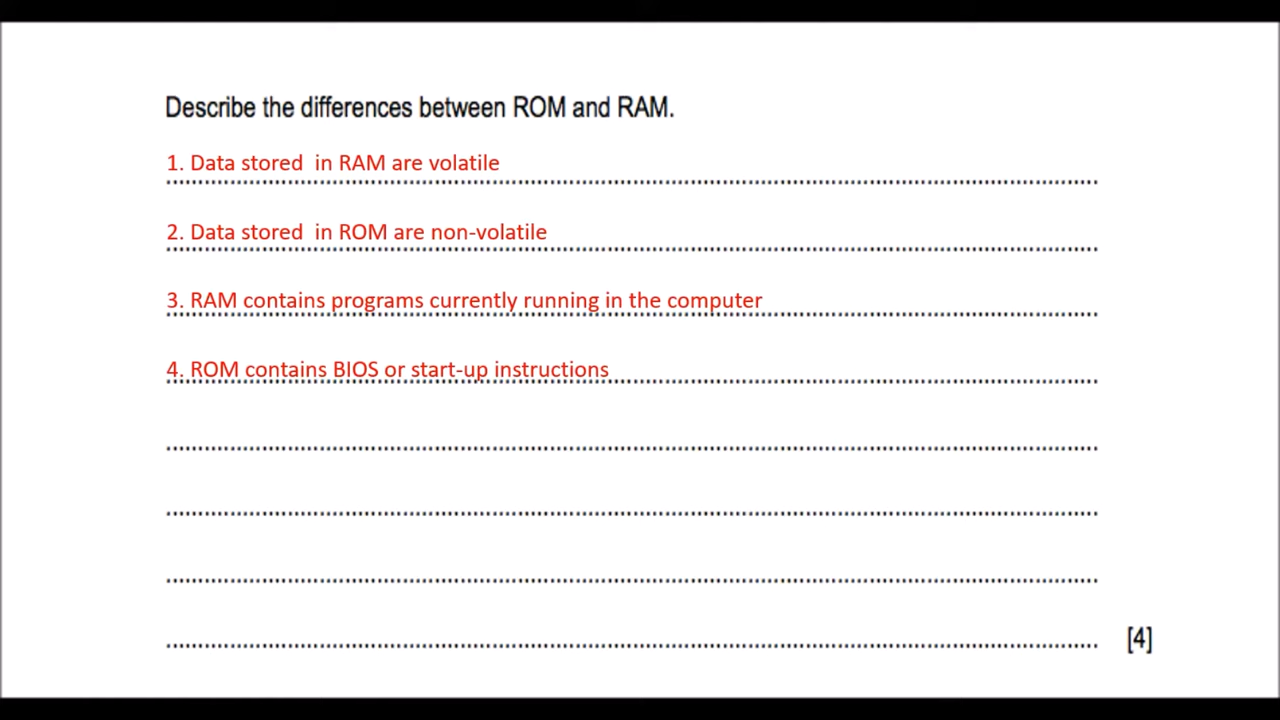 Describe the differences between ROM and RAM.
1. Data stored  in RAM are volatile
2. Data stored  in ROM are non-volatile
3. RAM contains programs currently running in the computer
4. ROM contains BIOS or start-up instructions
[4]